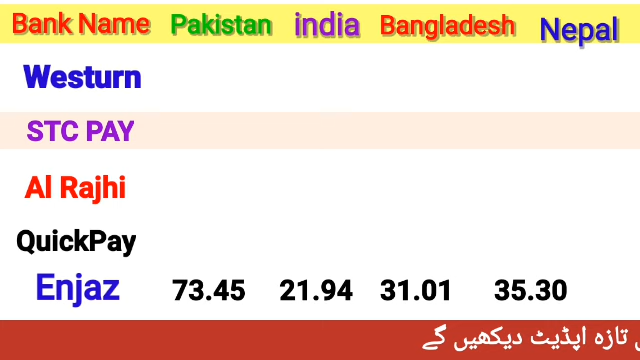 Bank Name Pakistan india Bangladesh Nepal
Westurn
STC PAY
Al Rajhi
QuickPay
Enjaz 73.45 21.94 31.01 35.30
تازہ اپڈیٹ دیکھیں گے